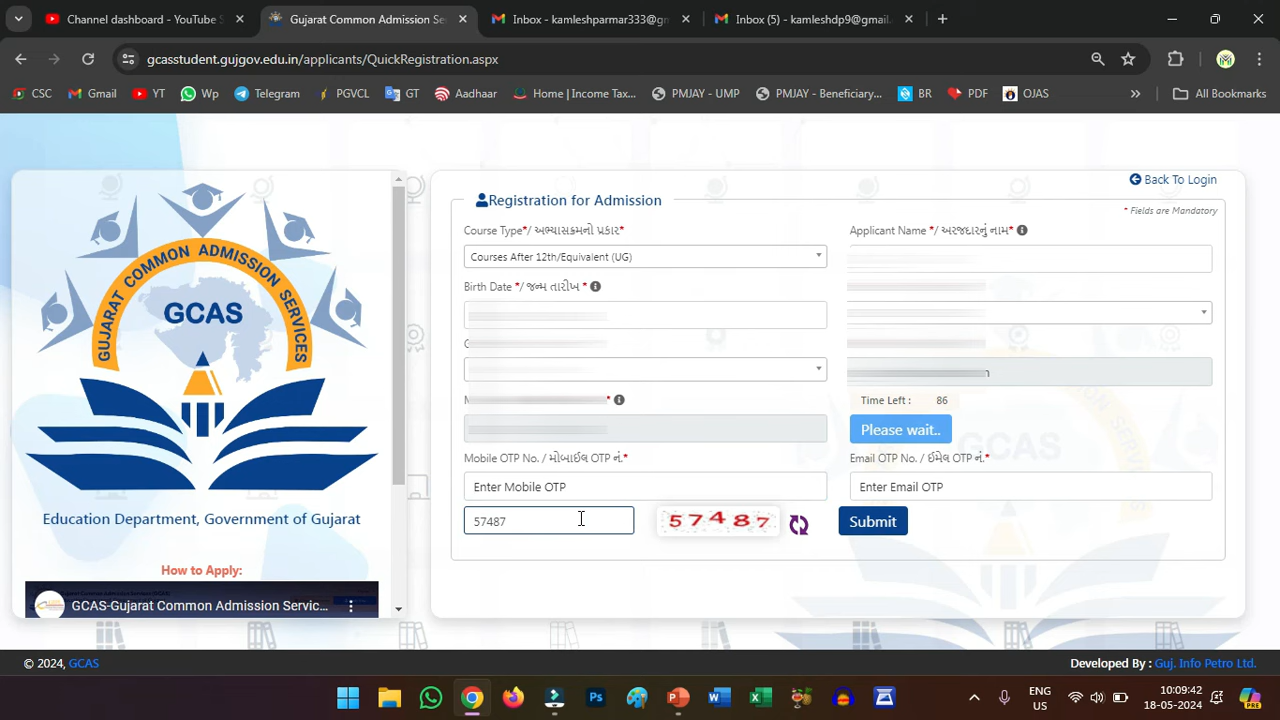 Channel dashboard - YouTube S
Gujarat Common Admission Se
Inbox - kamleshparmar333@gm
Inbox (5) - kamleshdp9@gmail.
gcasstudent.gujgov.edu.in/applicants/QuickRegistration.aspx
CSC Gmail YT Wp Telegram PGVCL GT Aadhaar Home | Income Tax... PMJAY - UMP PMJAY - Beneficiary... BR PDF OJAS » All Bookmarks
Back To Login
Registration for Admission
* Fields are Mandatory
Course Type*/ અભ્યાસક્રમનો પ્રકાર*
Applicant Name */ અરજદારનું નામ*
Courses After 12th/Equivalent (UG)
Birth Date */ જન્મ તારીખ *
Time Left : 86
Please wait..
Mobile OTP No. / મોબાઈલ OTP નં.*
Email OTP No. / ઈમેલ OTP નં.*
Enter Mobile OTP
Enter Email OTP
57487
57487
Submit
GUJARAT COMMON ADMISSION SERVICES
GCAS
Education Department, Government of Gujarat
How to Apply:
GCAS-Gujarat Common Admission Servic...
© 2024, GCAS
Developed By : Guj. Info Petro Ltd.
ENG
US
10:09:42
18-05-2024